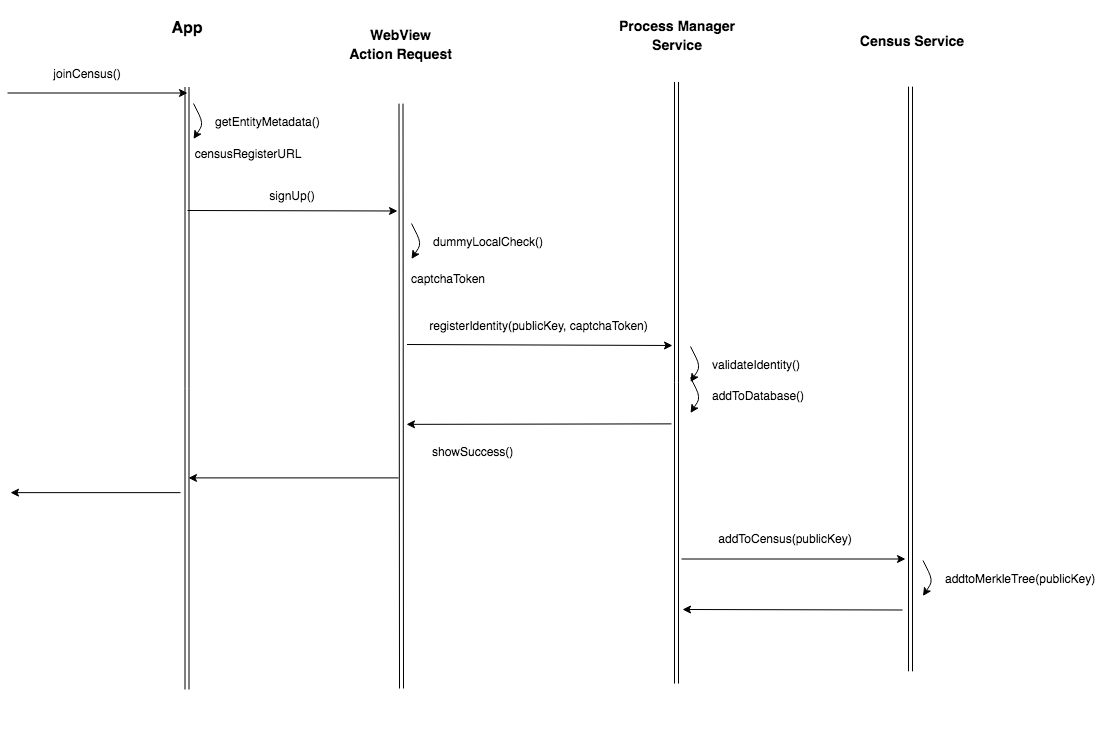 App
WebView
Action Request
Process Manager
Service
Census Service
joinCensus()
getEntityMetadata()
censusRegisterURL
signUp()
dummyLocalCheck()
captchaToken
registerIdentity(publicKey, captchaToken)
validateIdentity()
addToDatabase()
showSuccess()
addToCensus(publicKey)
addtoMerkleTree(publicKey)